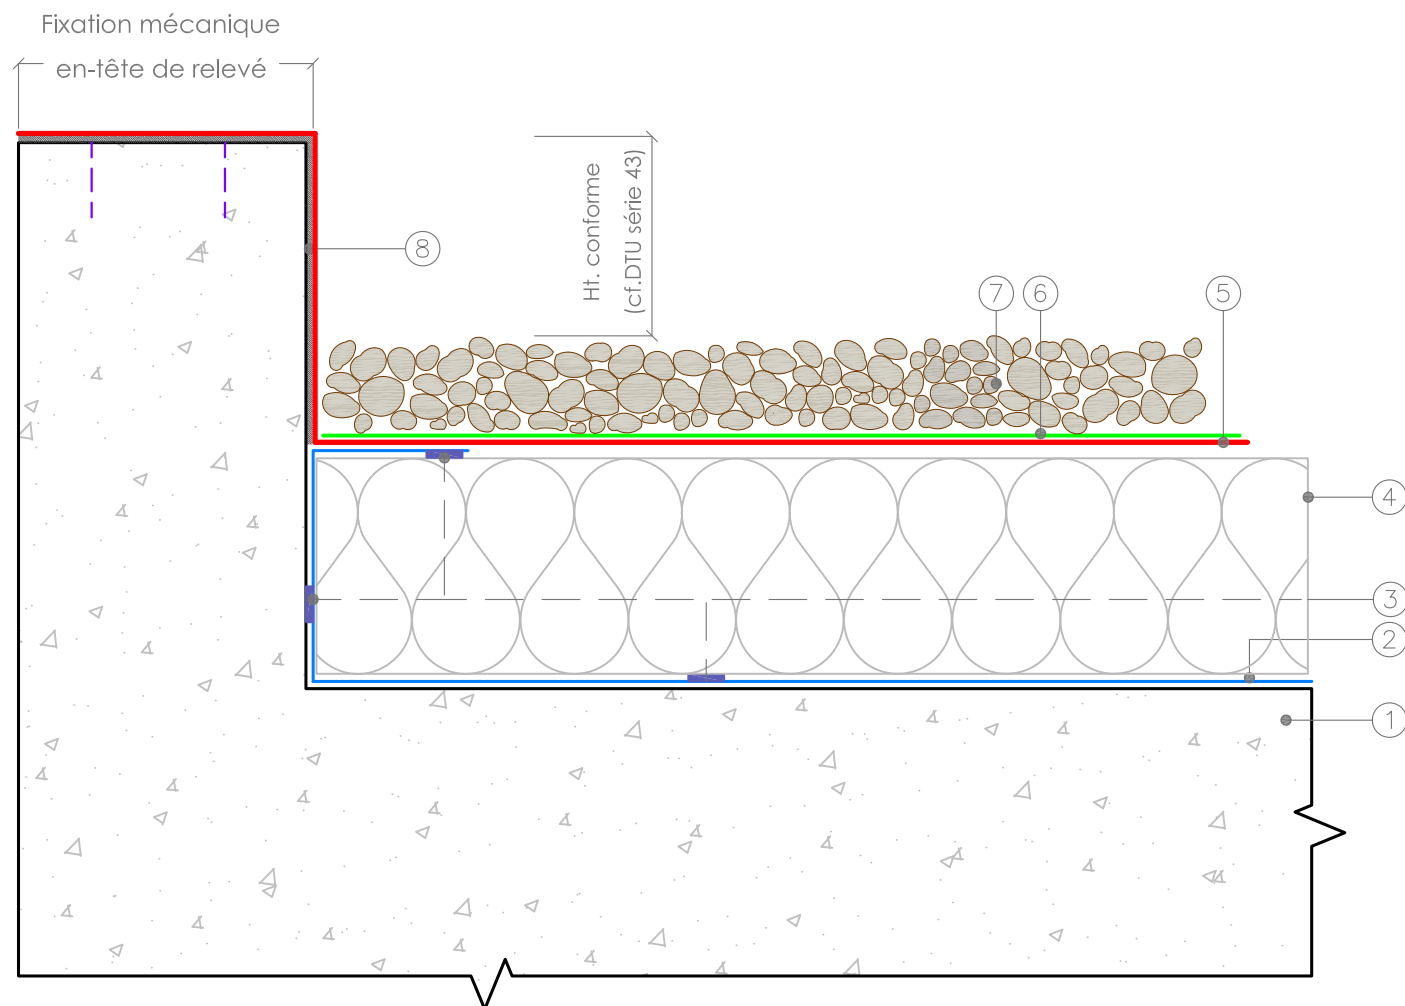 Fixation mécanique
en-tête de relevé
Ht. conforme
(cf.DTU série 43)
8
7
6
5
4
3
2
1